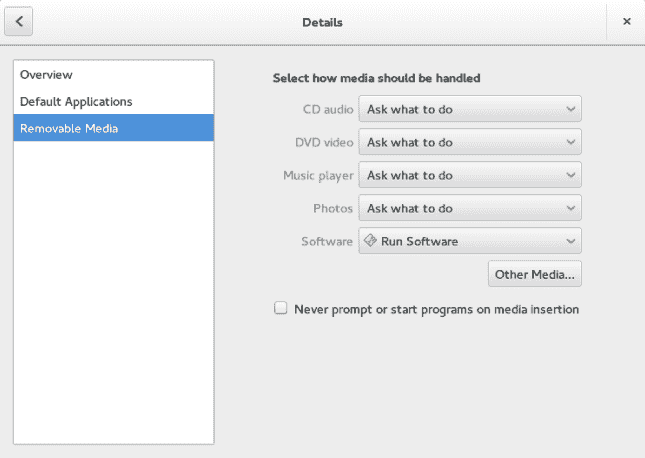 Details
Overview
Default Applications
Removable Media
Select how media should be handled
CD audio Ask what to do
DVD video Ask what to do
Music player Ask what to do
Photos Ask what to do
Software Run Software
Other Media...
Never prompt or start programs on media insertion